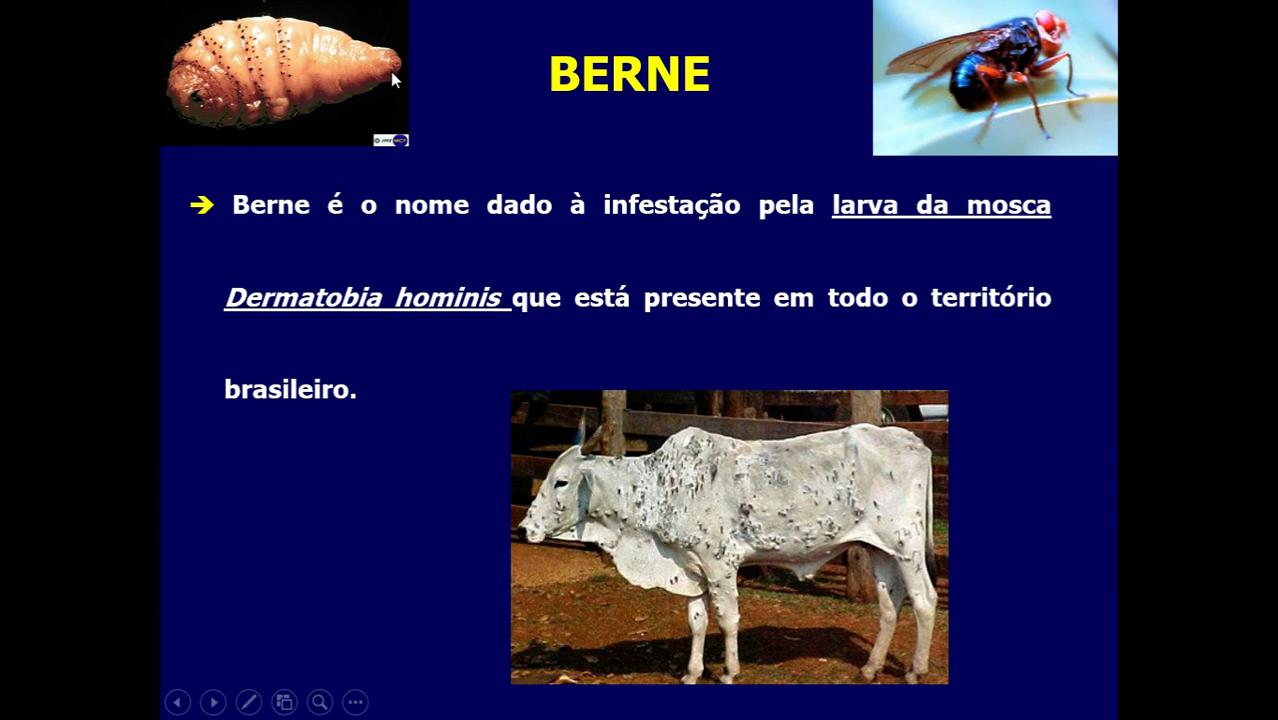 BERNE
➔ Berne é o nome dado à infestação pela larva da mosca
Dermatobia hominis que está presente em todo o território
brasileiro.